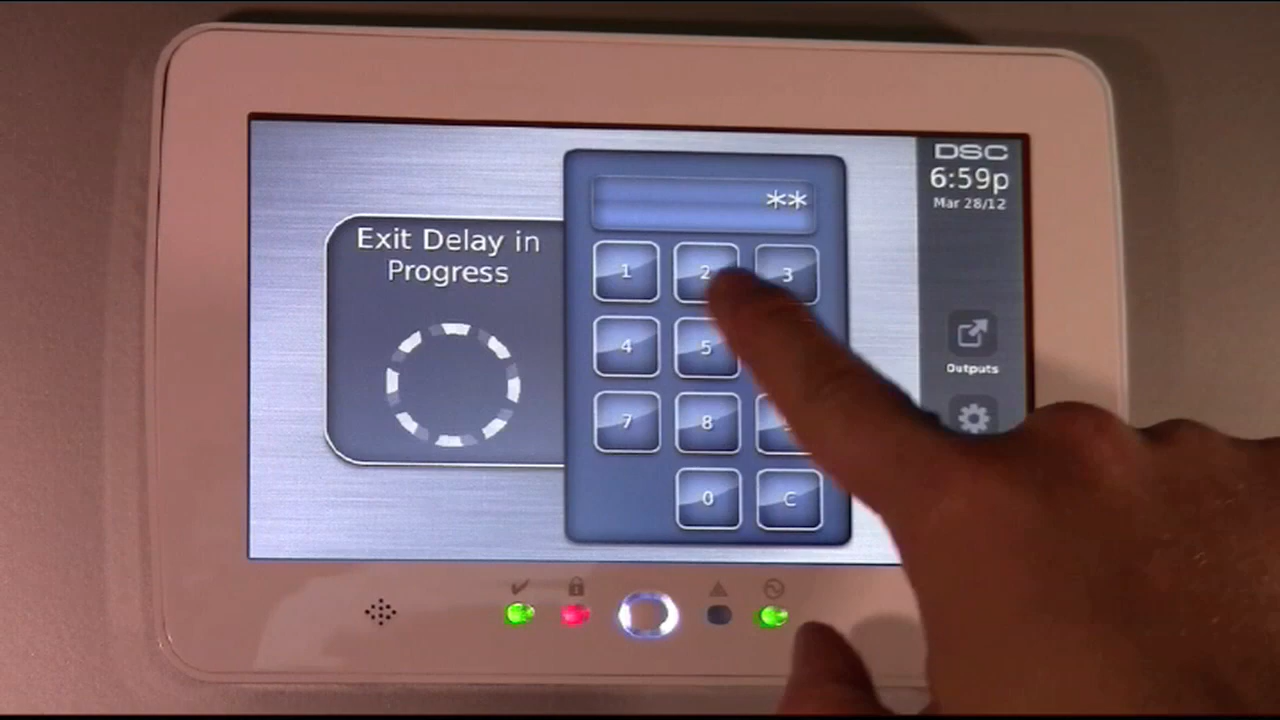 DSC
6:59p
Mar 28/12
**
Exit Delay in
Progress
1
2
3
4
5
7
8
0
C
Outputs